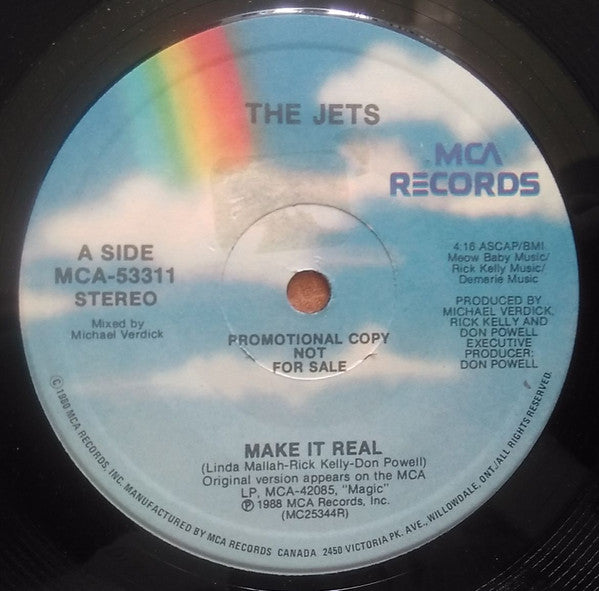 THE JETS
MCA
RECORDS
A SIDE
MCA-53311
STEREO
Mixed by
Michael Verdick
4:16 ASCAP/BMI
Meow Baby Music/
Rick Kelly Music/
Demerie Music
PRODUCED BY
MICHAEL VERDICK,
RICK KELLY AND
DON POWELL
EXECUTIVE
PRODUCER:
DON POWELL
PROMOTIONAL COPY
NOT
FOR SALE
MAKE IT REAL
(Linda Mallah-Rick Kelly-Don Powell)
Original version appears on the MCA
LP, MCA-42085, "Magic"
Ⓟ 1988 MCA Records, Inc.
(MC25344R)
©1980 MCA RECORDS, INC. MANUFACTURED BY MCA RECORDS CANADA 2450 VICTORIA PK. AVE., WILLOWDALE, ONT./ALL RIGHTS RESERVED.